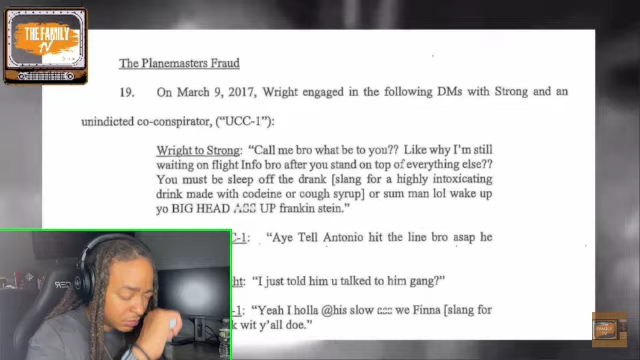 THE FAMILY
TV
The Planemasters Fraud
19. On March 9, 2017, Wright engaged in the following DMs with Strong and an
unindicted co-conspirator, ("UCC-1"):
Wright to Strong: "Call me bro what be to you?? Like why I'm still
waiting on flight Info bro after you stand on top of everything else??
You must be sleep off the drank [slang for a highly intoxicating
drink made with codeine or cough syrup] or sum man lol wake up
yo BIG HEAD ASS UP frankin stein."
C-1: "Aye Tell Antonio hit the line bro asap he
ht: "I just told him u talked to him gang?"
-1: "Yeah I holla @his slow ass we Finna [slang for
k wit y'all doe."
THE FAMILY